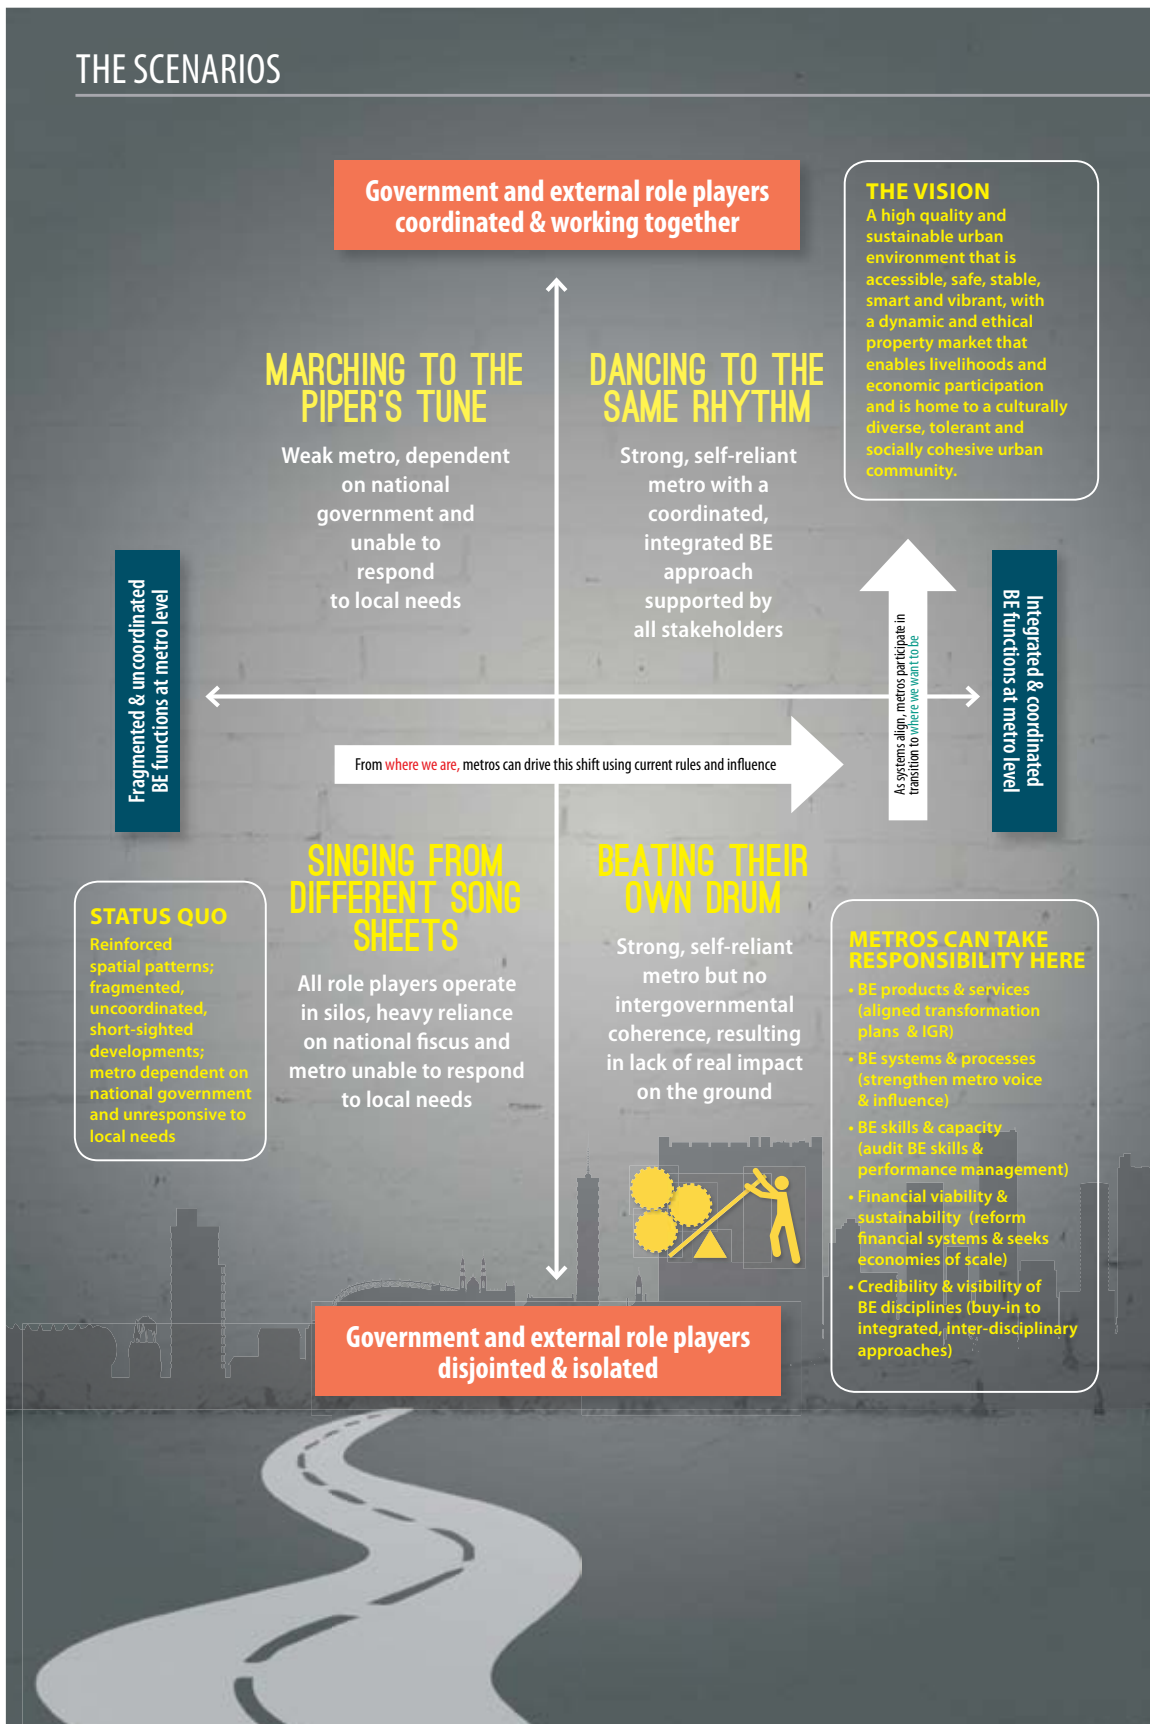 THE SCENARIOS
Government and external role players
coordinated & working together
THE VISION
A high quality and
sustainable urban
environment that is
accessible, safe, stable,
smart and vibrant, with
a dynamic and ethical
property market that
enables livelihoods and
economic participation
and is home to a culturally
diverse, tolerant and
socially cohesive urban
community.
MARCHING TO THE
PIPER'S TUNE
Weak metro, dependent
on national
government and
unable to
respond
to local needs
DANCING TO THE
SAME RHYTHM
Strong, self-reliant
metro with a
coordinated,
integrated BE
approach
supported by
all stakeholders
Fragmented & uncoordinated
BE functions at metro level
As systems align, metros participate in
transition to where we want to be
Integrated & coordinated
BE functions at metro level
From where we are, metros can drive this shift using current rules and influence
SINGING FROM
DIFFERENT SONG
SHEETS
All role players operate
in silos, heavy reliance
on national fiscus and
metro unable to respond
to local needs
BEATING THEIR
OWN DRUM
Strong, self-reliant
metro but no
intergovernmental
coherence, resulting
in lack of real impact
on the ground
STATUS QUO
Reinforced
spatial patterns;
fragmented,
uncoordinated,
short-sighted
developments;
metro dependent on
national government
and unresponsive to
local needs
METROS CAN TAKE
RESPONSIBILITY HERE
• BE products & services
(aligned transformation
plans & IGR)
• BE systems & processes
(strengthen metro voice
& influence)
• BE skills & capacity
(audit BE skills &
performance management)
• Financial viability &
sustainability (reform
financial systems & seeks
economies of scale)
• Credibility & visibility of
BE disciplines (buy-in to
integrated, inter-disciplinary
approaches)
Government and external role players
disjointed & isolated